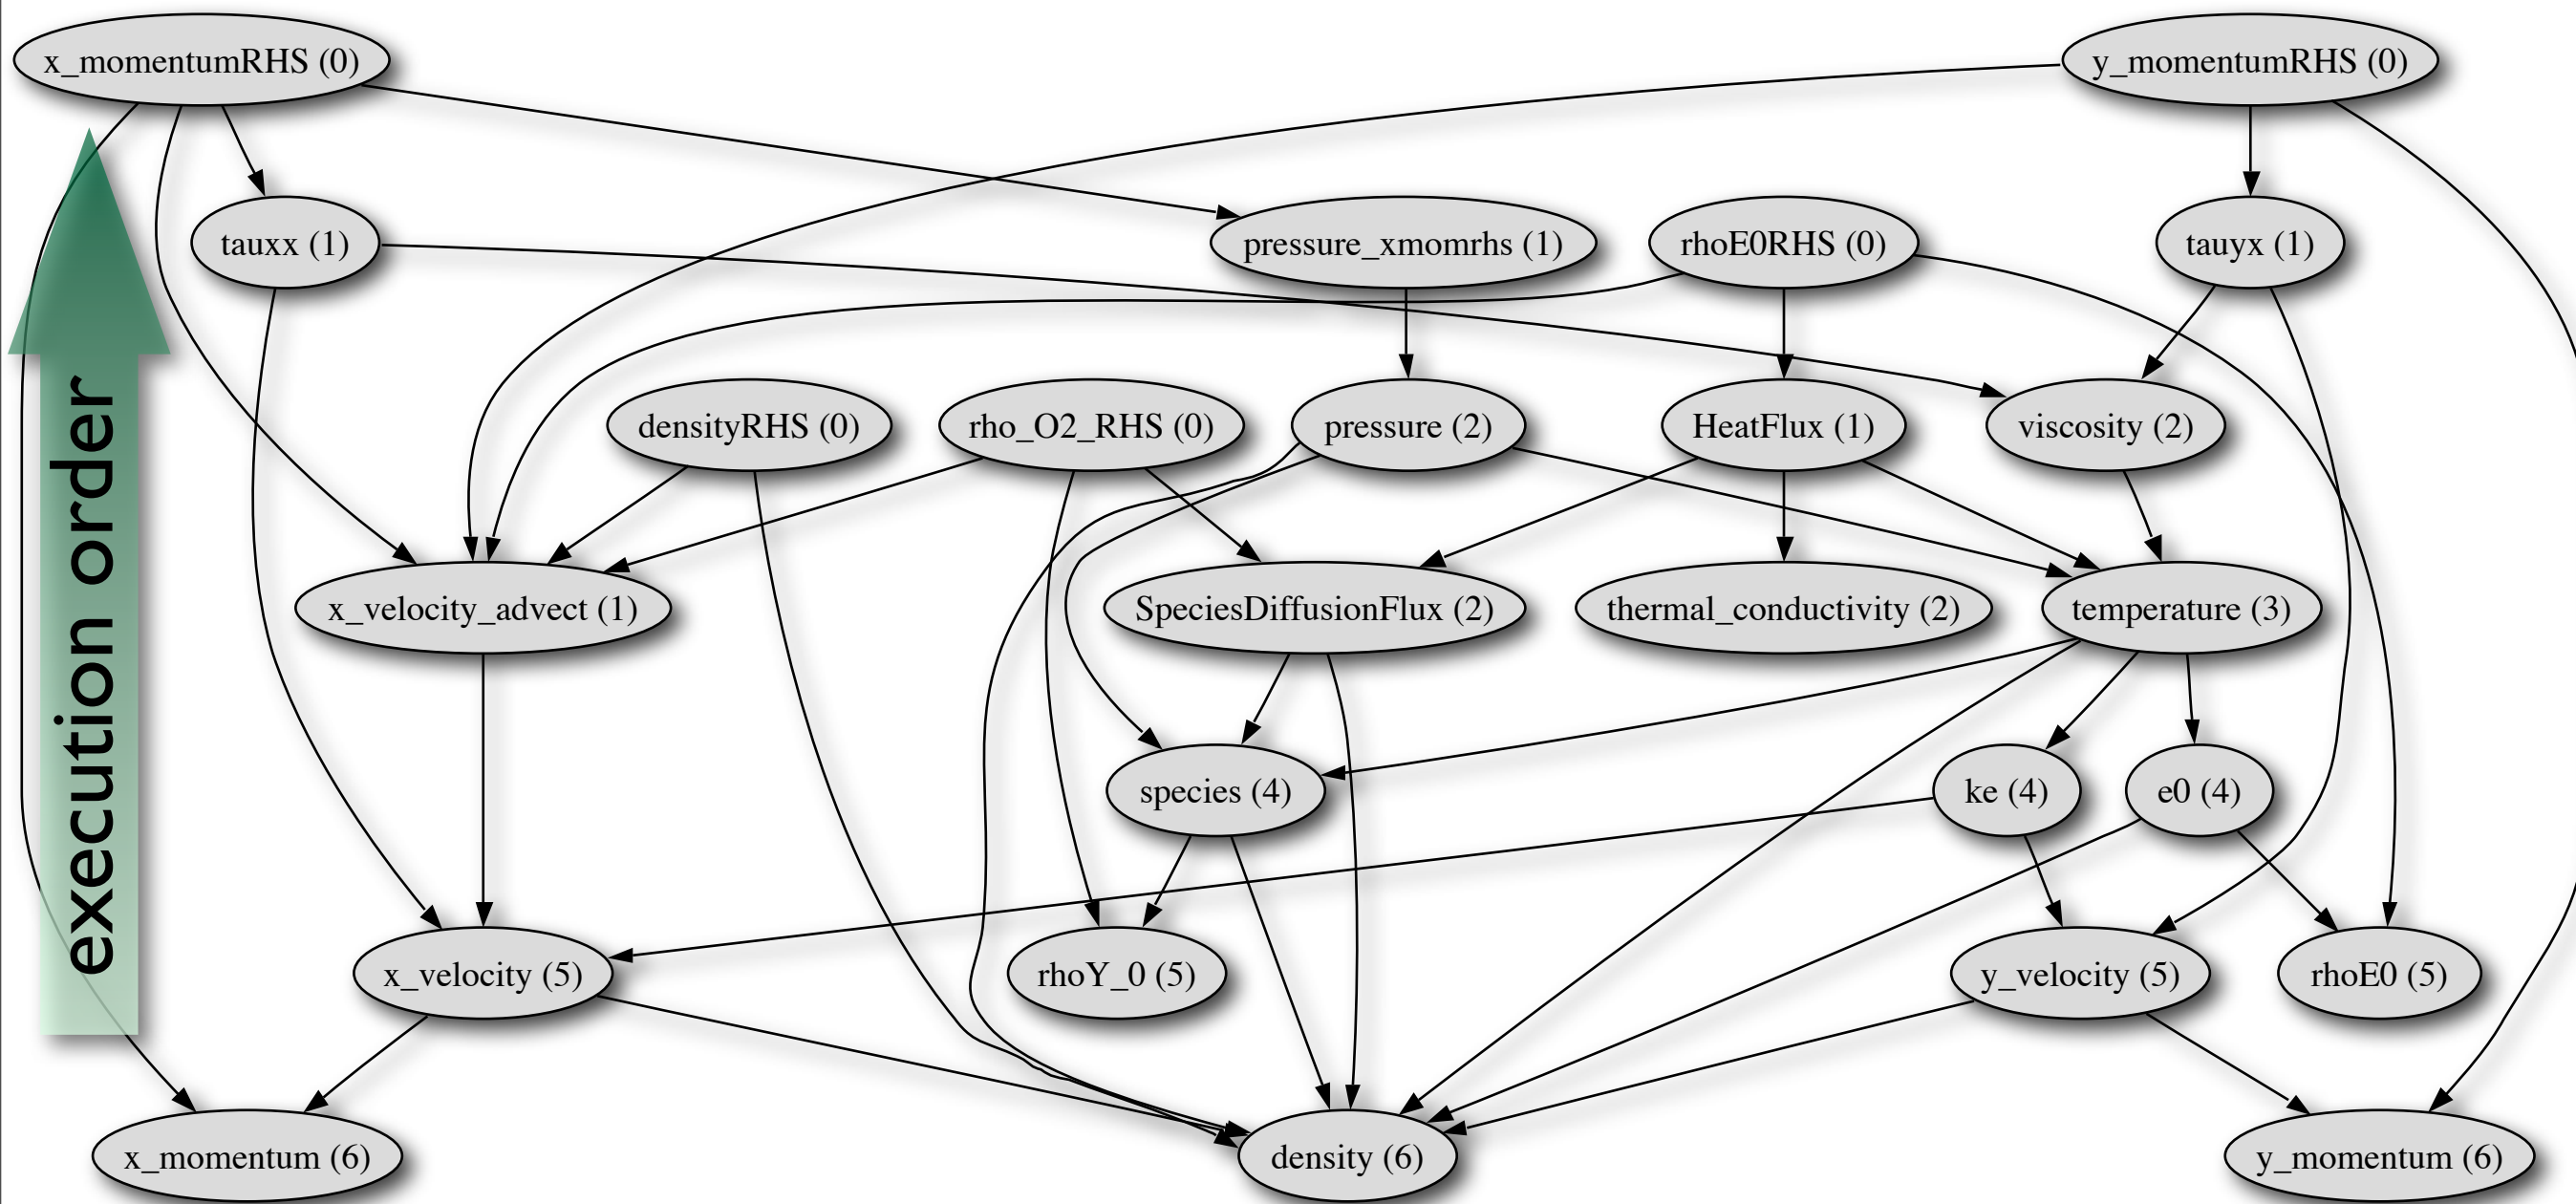 x_momentumRHS (0)
y_momentumRHS (0)
tauxx (1)
pressure_xmomrhs (1)
rhoE0RHS (0)
tauyx (1)
densityRHS (0)
rho_O2_RHS (0)
pressure (2)
HeatFlux (1)
viscosity (2)
execution order
x_velocity_advect (1)
SpeciesDiffusionFlux (2)
thermal_conductivity (2)
temperature (3)
species (4)
ke (4)
e0 (4)
x_velocity (5)
rhoY_0 (5)
y_velocity (5)
rhoE0 (5)
x_momentum (6)
density (6)
y_momentum (6)